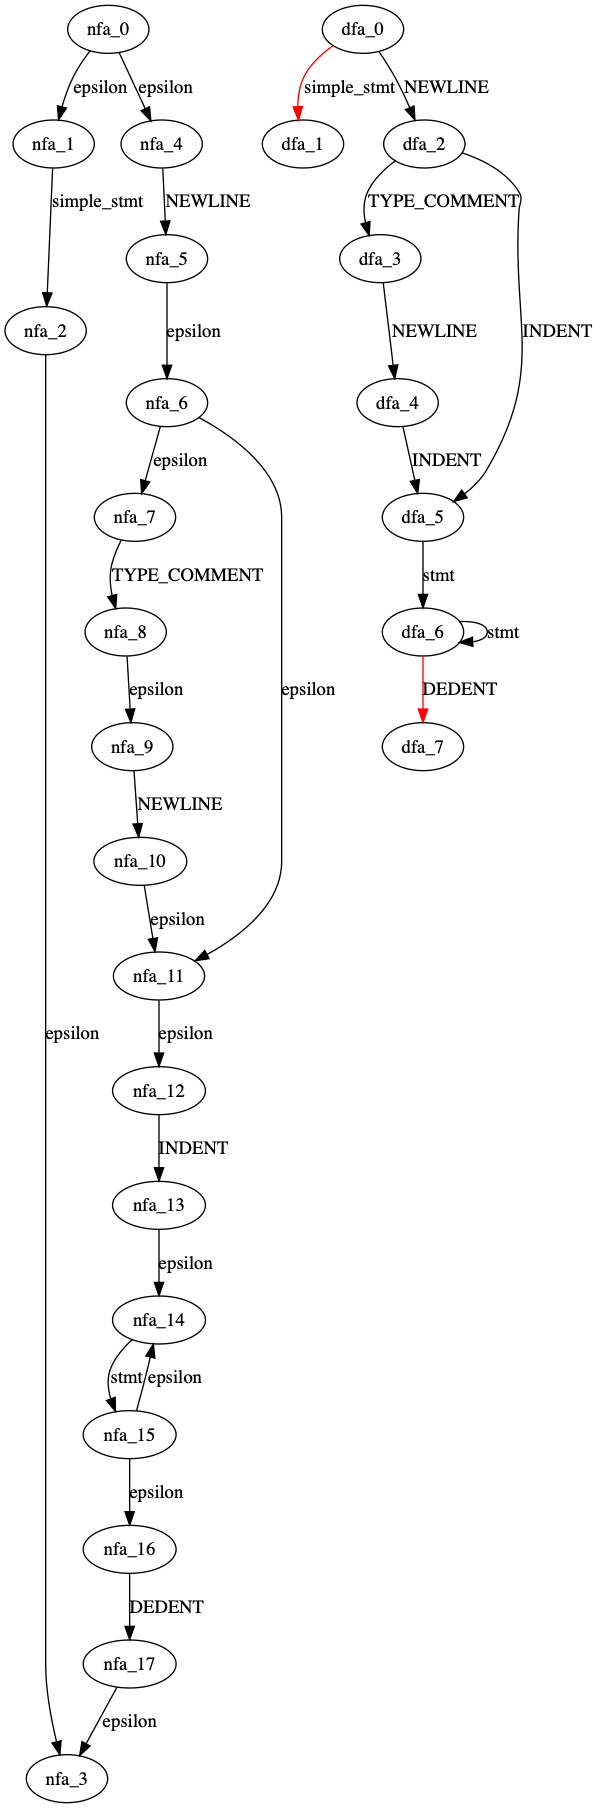 nfa_0
epsilon
epsilon
nfa_1
nfa_4
simple_stmt
NEWLINE
nfa_5
nfa_2
epsilon
nfa_6
epsilon
nfa_7
TYPE_COMMENT
nfa_8
epsilon
epsilon
nfa_9
NEWLINE
nfa_10
epsilon
nfa_11
epsilon
epsilon
nfa_12
INDENT
nfa_13
epsilon
nfa_14
stmt
epsilon
nfa_15
epsilon
nfa_16
DEDENT
nfa_17
epsilon
nfa_3
dfa_0
simple_stmt
NEWLINE
dfa_1
dfa_2
TYPE_COMMENT
dfa_3
NEWLINE
INDENT
dfa_4
INDENT
dfa_5
stmt
dfa_6
stmt
DEDENT
dfa_7